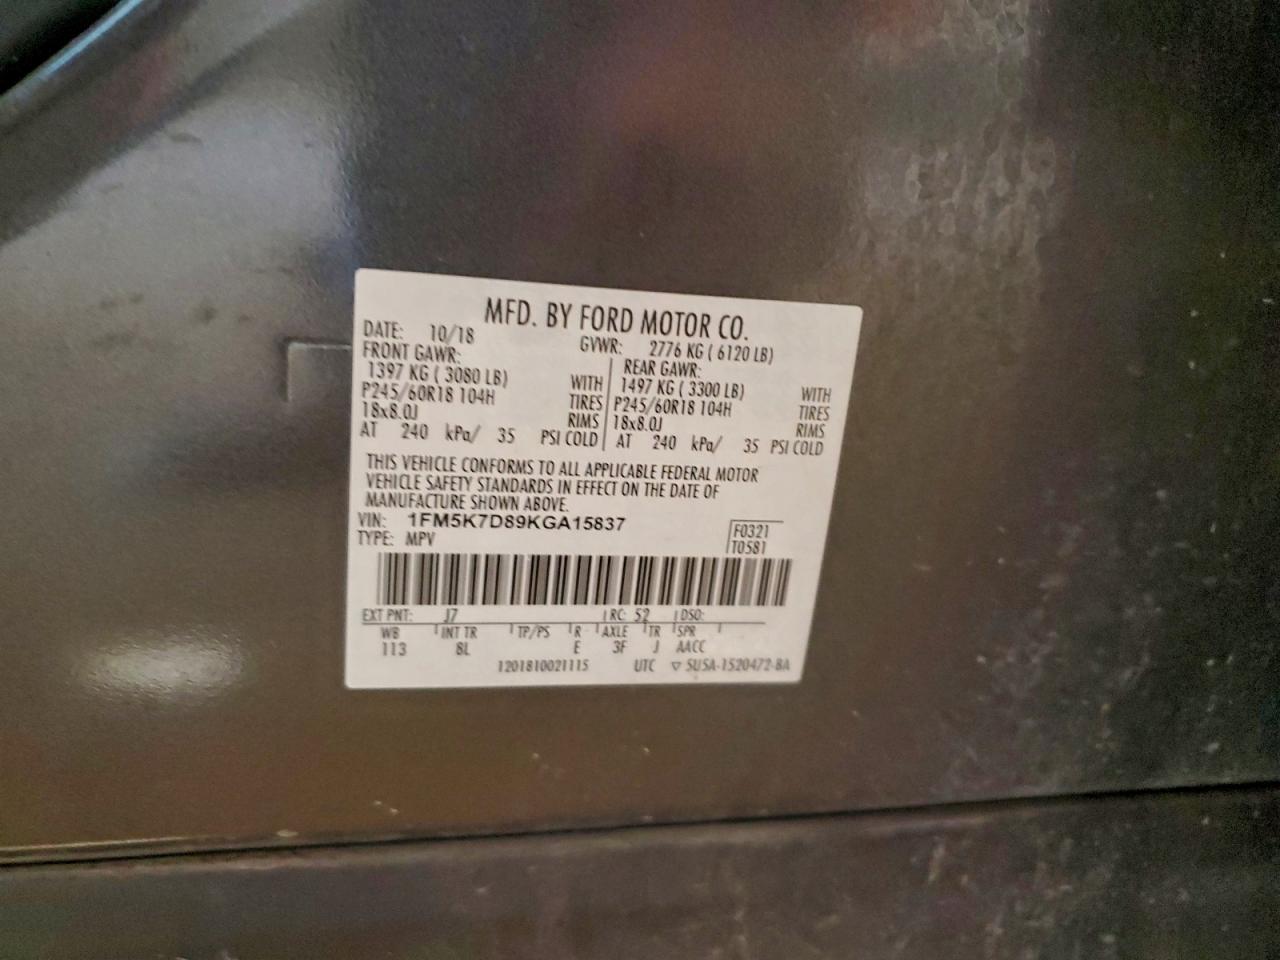 MFD. BY FORD MOTOR CO.
DATE: 10/18 GVWR: 2776 KG ( 6120 LB)
FRONT GAWR: REAR GAWR:
1397 KG ( 3080 LB) WITH 1497 KG ( 3300 LB) WITH
P245/60R18 104H TIRES P245/60R18 104H TIRES
18x8.0J RIMS 18x8.0J RIMS
AT 240 kPa/ 35 PSI COLD AT 240 kPa/ 35 PSI COLD
THIS VEHICLE CONFORMS TO ALL APPLICABLE FEDERAL MOTOR
VEHICLE SAFETY STANDARDS IN EFFECT ON THE DATE OF
MANUFACTURE SHOWN ABOVE.
VIN: 1FM5K7D89KGA15837 F0321
TYPE: MPV T0581
EXT PNT: J7 RC: 52 DSO:
WB INT TR TP/PS R AXLE TR SPR
113 8L E 3F J AACC
1201810021115 UTC ▽ 5U5A-1520472-BA